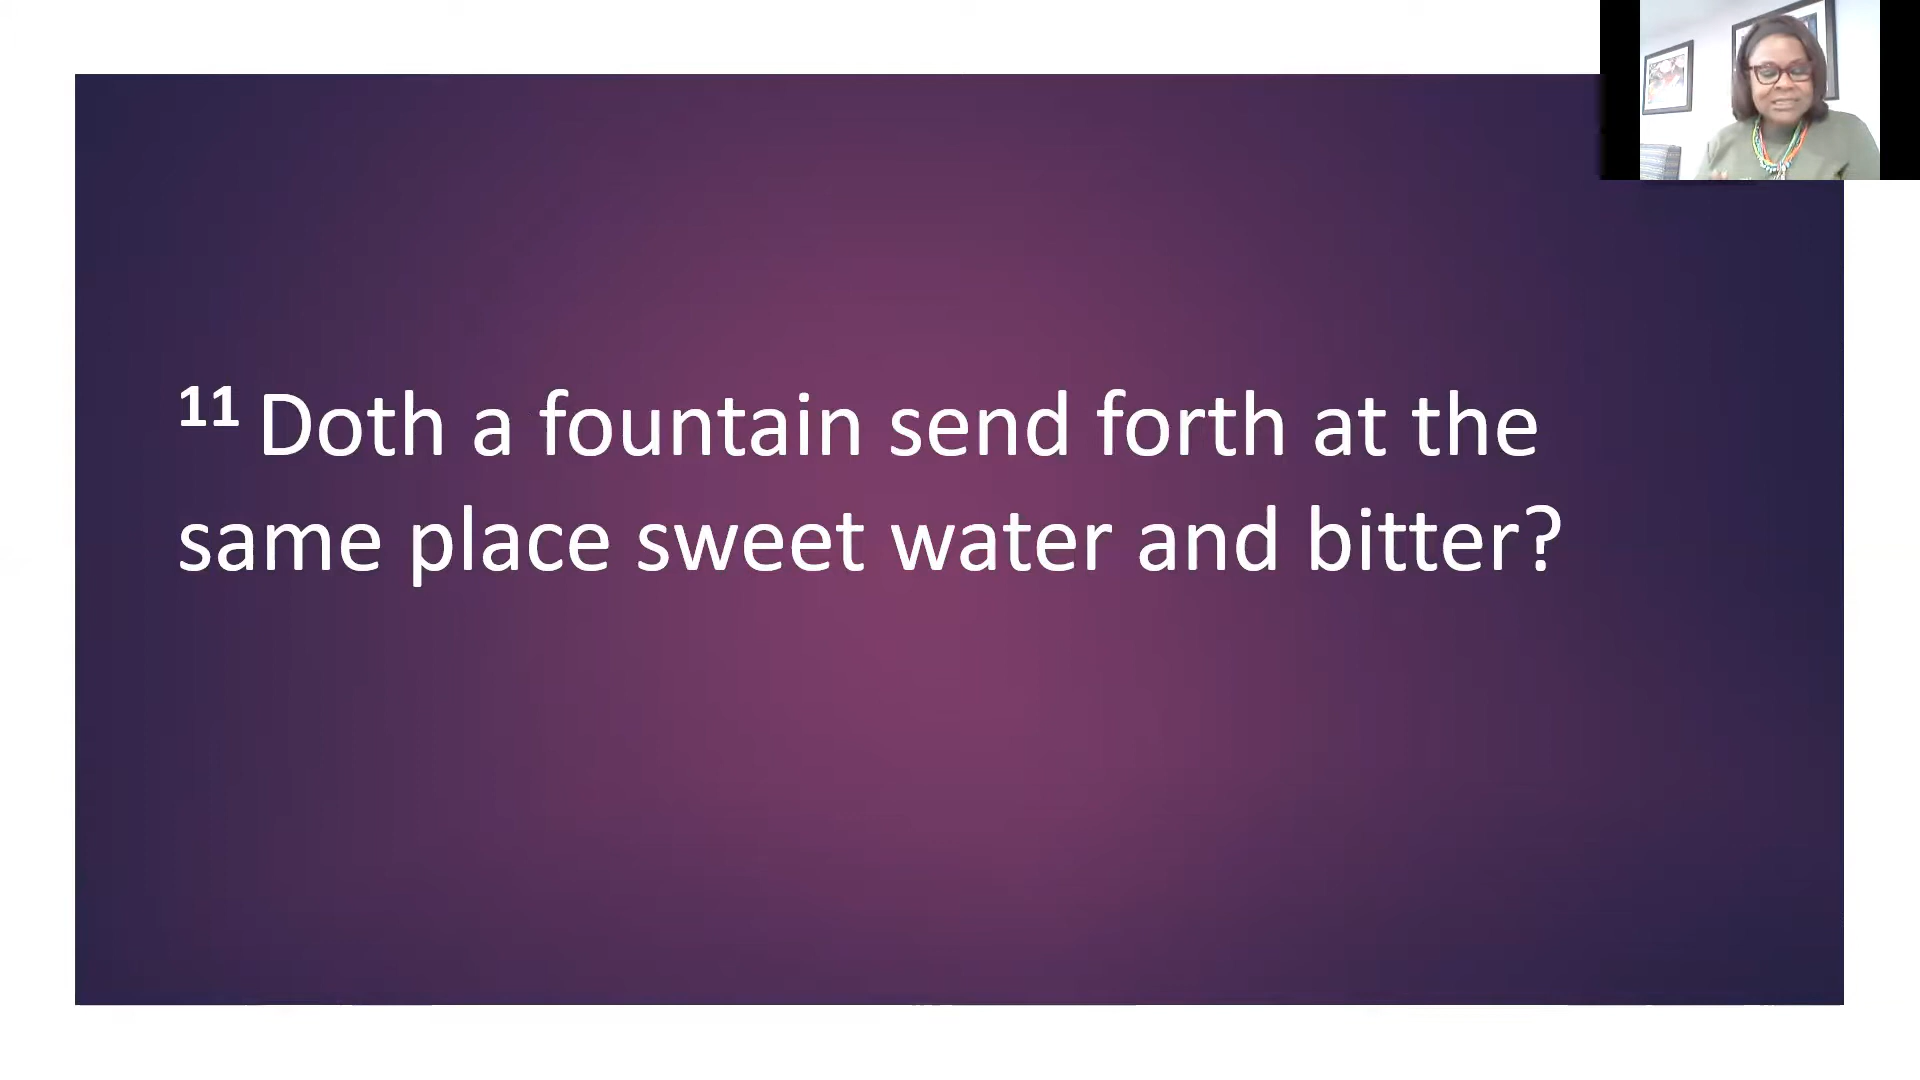 11 Doth a fountain send forth at the
same place sweet water and bitter?